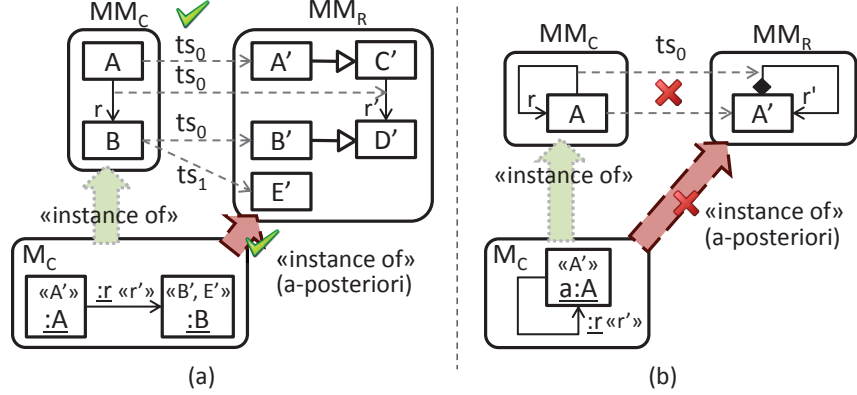 MM_C
MM_R
ts_0
A
A’
C’
ts_0
r
r’
B
ts_0
B’
D’
ts_1
E’
«instance of»
M_C
«instance of»
(a-posteriori)
«A’»
:r «r’»
«B’, E’»
:A
:B
(a)
MM_C
ts_0
MM_R
r
A
A’
r'
«instance of»
«instance of»
(a-posteriori)
M_C
«A’»
a:A
:r «r’»
(b)